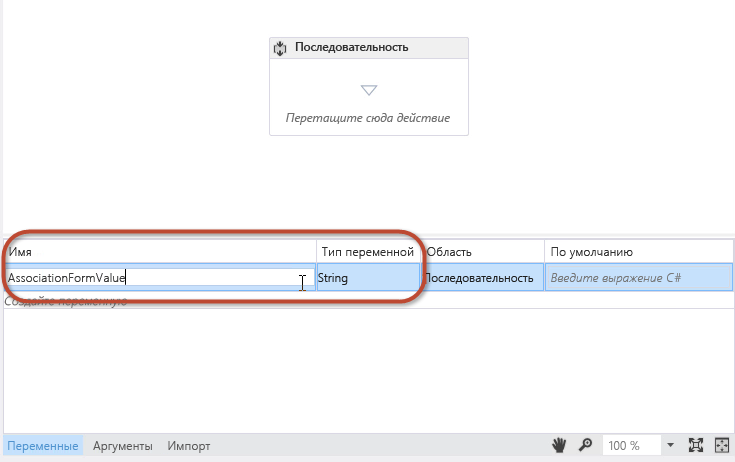 Последовательность
Перетащите сюда действие
Имя Тип переменной Область По умолчанию
AssociationFormValue String Последовательность Введите выражение C#
Создайте переменную
Переменные Аргументы Импорт 100 %